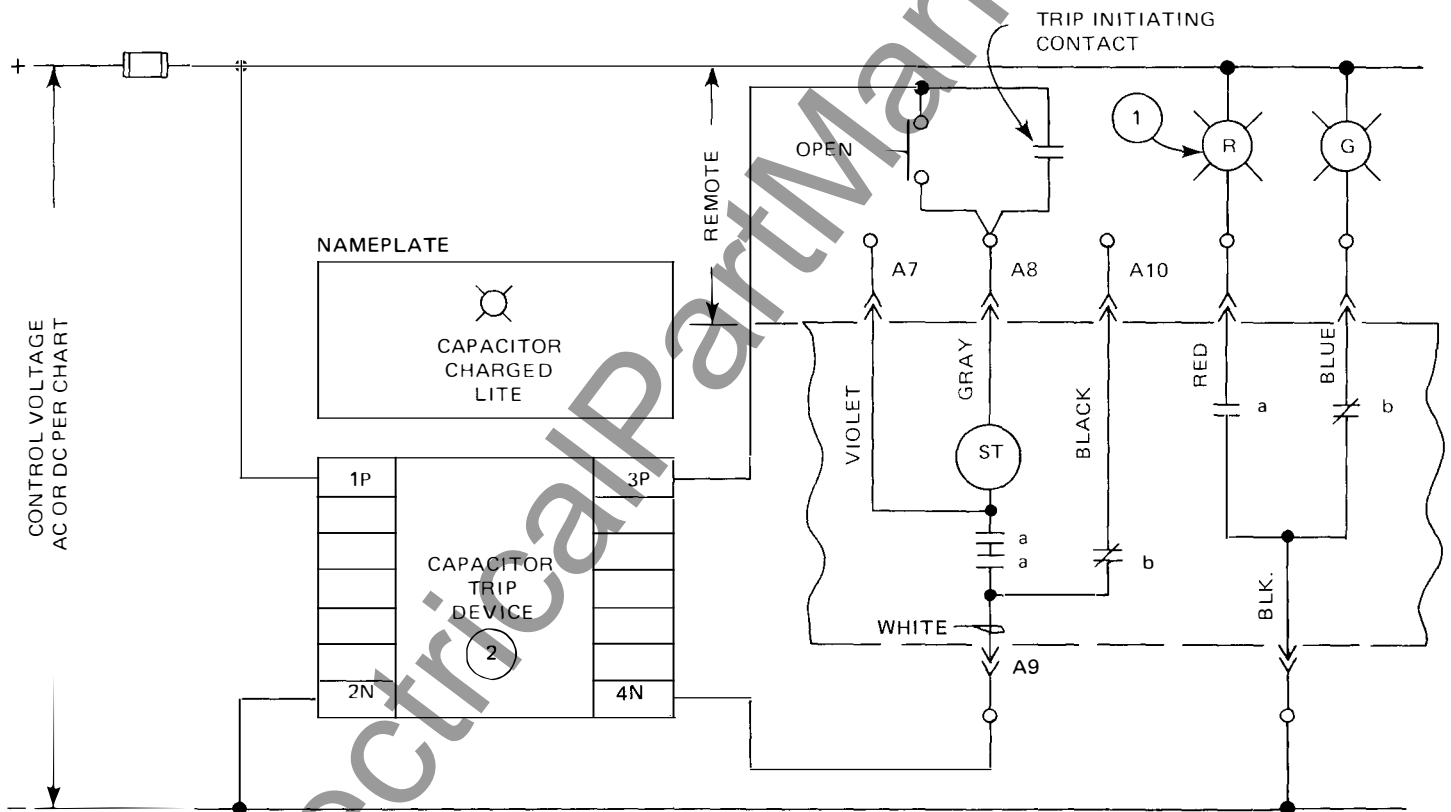 TRIP INITIATING
CONTACT
+
1
R
G
OPEN
REMOTE
NAMEPLATE
CAPACITOR
CHARGED
LITE
A7
A8
A10
CONTROL VOLTAGE
AC OR DC PER CHART
VIOLET
GRAY
BLACK
RED
BLUE
a
b
ST
1P
3P
a
a
b
CAPACITOR
TRIP
DEVICE
2
BLK.
WHITE
2N
4N
A9
–
ectricalPartMan